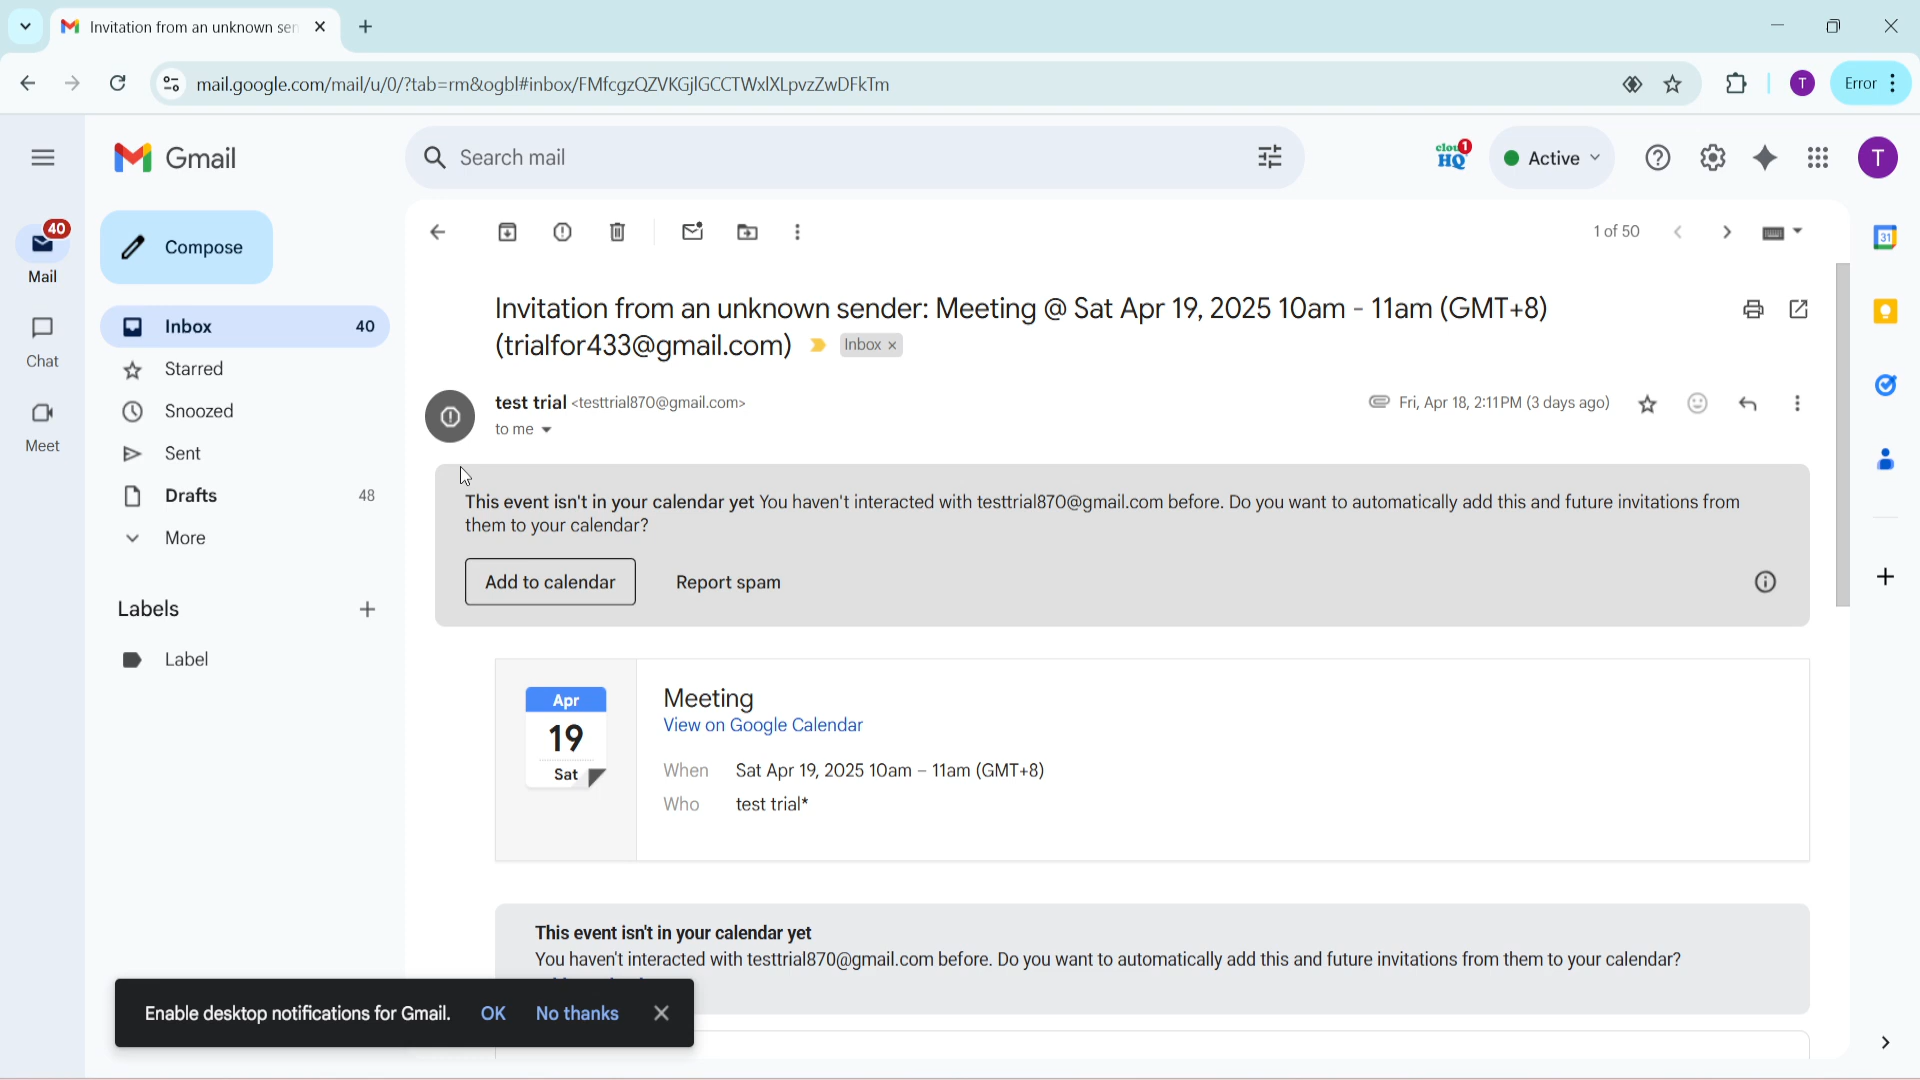 Invitation from an unknown sen
mail.google.com/mail/u/0/?tab=rm&ogbl#inbox/FMfcgzQZVKGjlGCCTWxlXLpvzZwDFkTm
T
Error
Gmail
Search mail
cloud
HQ
1
Active
T
40
Mail
Chat
Meet
Compose
Inbox 40
Starred
Snoozed
Sent
Drafts 48
More
Labels
Label
1 of 50
31
Invitation from an unknown sender: Meeting @ Sat Apr 19, 2025 10am - 11am (GMT+8)
(trialfor433@gmail.com) Inbox ×
test trial <testtrial870@gmail.com>
Fri, Apr 18, 2:11 PM (3 days ago)
to me
This event isn't in your calendar yet You haven't interacted with testtrial870@gmail.com before. Do you want to automatically add this and future invitations from
them to your calendar?
Add to calendar Report spam
Apr
19
Sat
Meeting
View on Google Calendar
When Sat Apr 19, 2025 10am – 11am (GMT+8)
Who test trial*
This event isn't in your calendar yet
You haven't interacted with testtrial870@gmail.com before. Do you want to automatically add this and future invitations from them to your calendar?
Enable desktop notifications for Gmail. OK No thanks